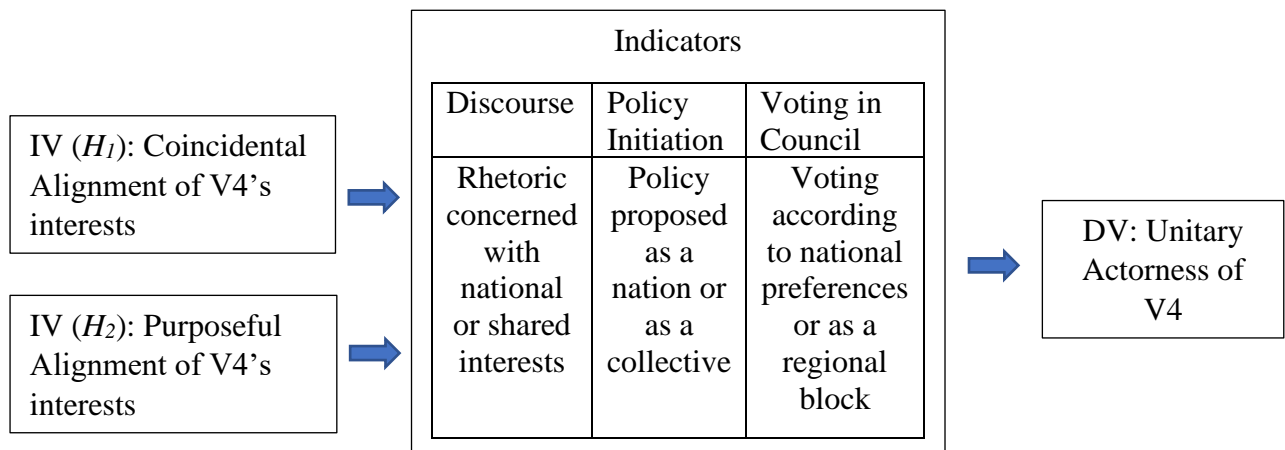 IV (H1): Coincidental
Alignment of V4’s
interests
IV (H2): Purposeful
Alignment of V4’s
interests
Indicators
Discourse
Policy
Initiation
Voting in
Council
Rhetoric
concerned
with
national
or shared
interests
Policy
proposed
as a
nation or
as a
collective
Voting
according
to national
preferences
or as a
regional
block
DV: Unitary
Actorness of
V4